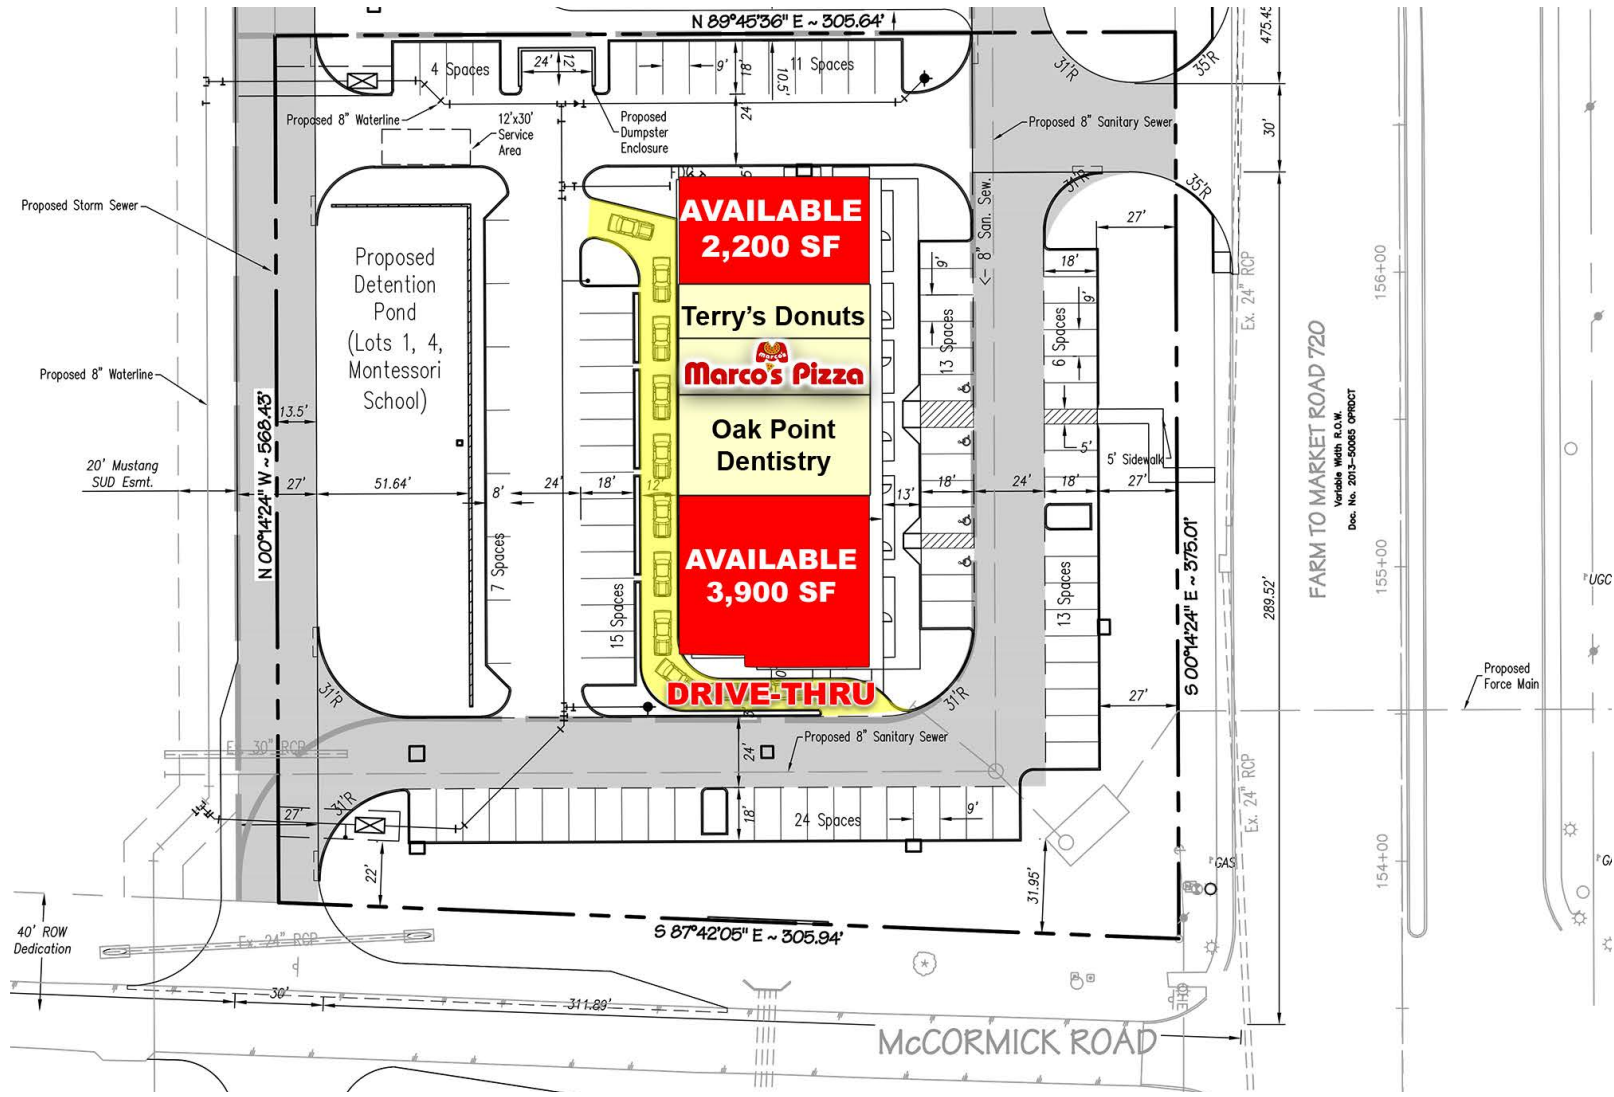 N 89°45'36" E ~ 305.64'
475.45'
4 Spaces
24'
12'
9'
18'
10.5'
11 Spaces
31'R
35'R
Proposed 8" Waterline
12'x30'
Service
Area
Proposed
Dumpster
Enclosure
24'
Proposed 8" Sanitary Sewer
30'
Proposed Storm Sewer
31'R
35'R
27'
AVAILABLE
2,200 SF
Proposed
Detention
Pond
(Lots 1, 4,
Montessori
School)
<- 8" San. Sew.
9'
18'
9'
Ex. 24" RCP
156+00
Terry's Donuts
Marco's
Marco's Pizza
13 Spaces
6 Spaces
Proposed 8" Waterline
N 00°14'24" W ~ 568.43'
13.5'
Oak Point
Dentistry
5'
5' Sidewalk
FARM TO MARKET ROAD 720
Variable Width R.O.W.
Doc. No. 2013-50065 OPRDCT
20' Mustang
SUD Esmt.
27'
51.64'
8'
24'
18'
12'
13'
18'
24'
18'
27'
AVAILABLE
3,900 SF
7 Spaces
15 Spaces
13 Spaces
S 00°14'24" E ~ 375.01'
289.52'
155+00
UGC
31'R
DRIVE-THRU
31'R
27'
Proposed
Force Main
Ex. 30" RCP
24'
Proposed 8" Sanitary Sewer
Ex. 24" RCP
27'
31'R
18'
24 Spaces
9'
22'
31.95'
GAS
154+00
GA
40' ROW
Dedication
Ex. 24" RCP
S 87°42'05" E ~ 305.94'
30'
311.89'
OHE
McCORMICK ROAD